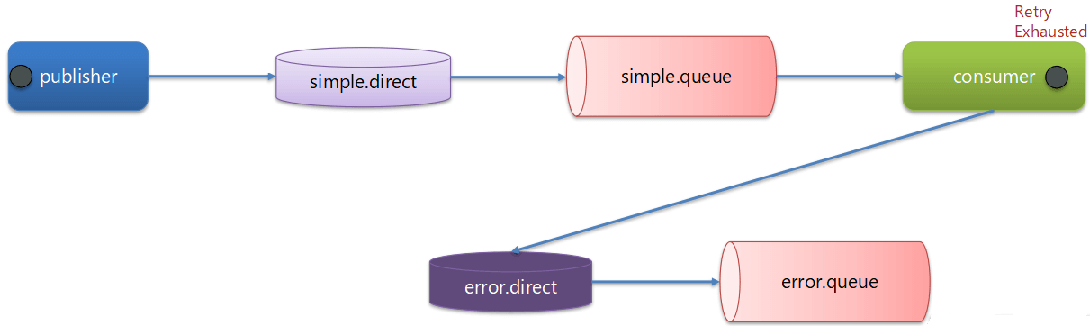 Retry
Exhausted
publisher
simple.direct
simple.queue
consumer
error.direct
error.queue